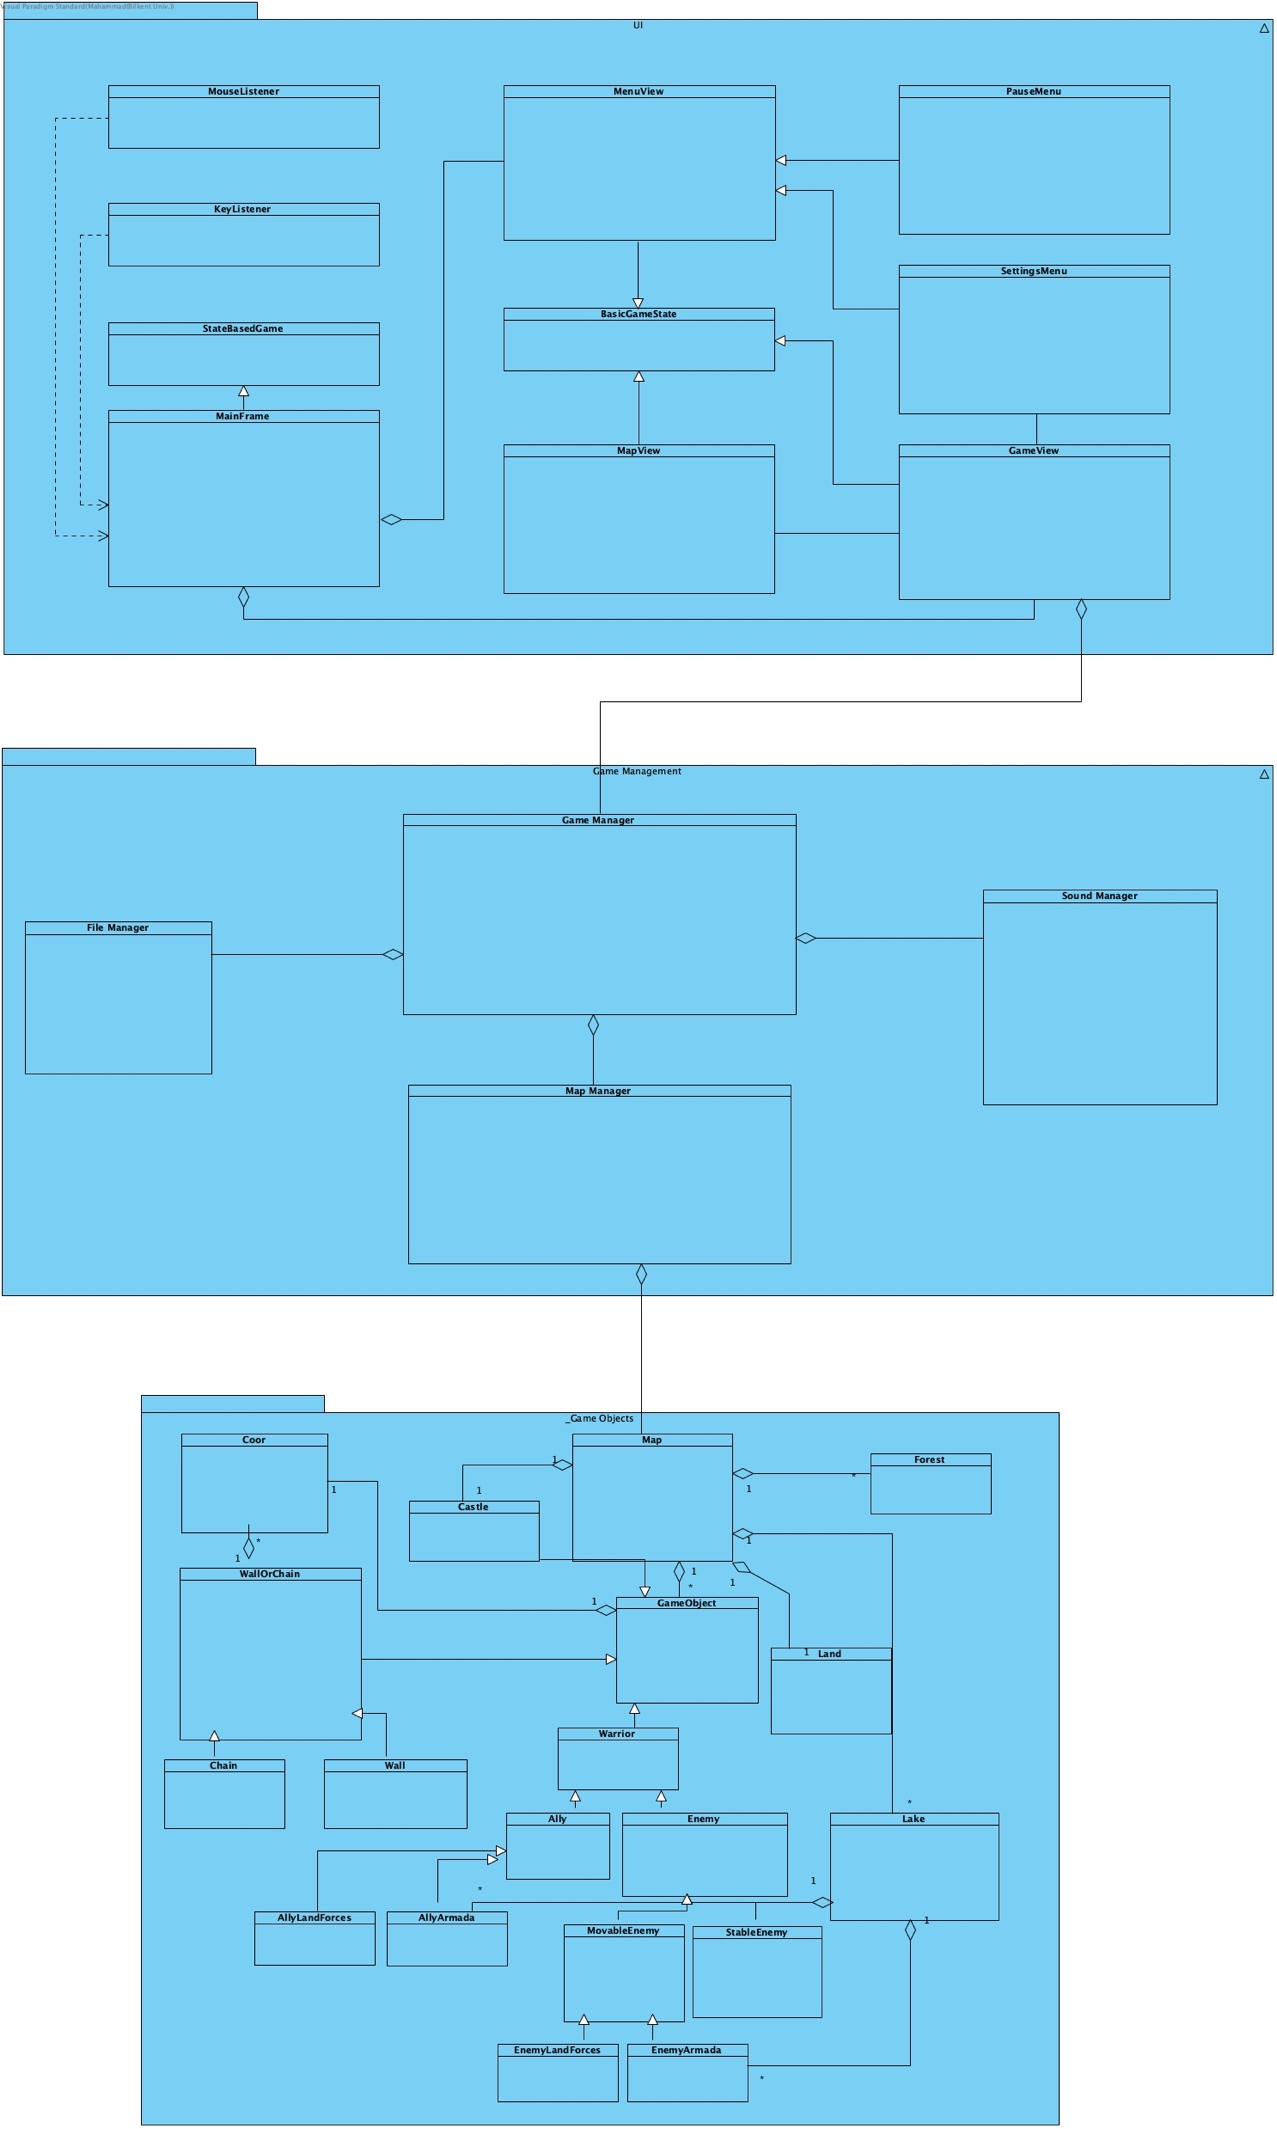 Visual Paradigm Standard(Mahammad(Bilkent Univ.))
UI
MouseListener
MenuView
PauseMenu
KeyListener
SettingsMenu
BasicGameState
StateBasedGame
MainFrame
MapView
GameView
Game Management
Game Manager
Sound Manager
File Manager
Map Manager
_Game Objects
Coor
Map
Forest
1
1
1
*
1
Castle
*
1
1
1
1
*
1
WallOrChain
1
GameObject
1
Land
Warrior
Chain
Wall
*
Ally
Enemy
Lake
1
*
AllyLandForces
AllyArmada
1
MovableEnemy
StableEnemy
EnemyLandForces
EnemyArmada
*